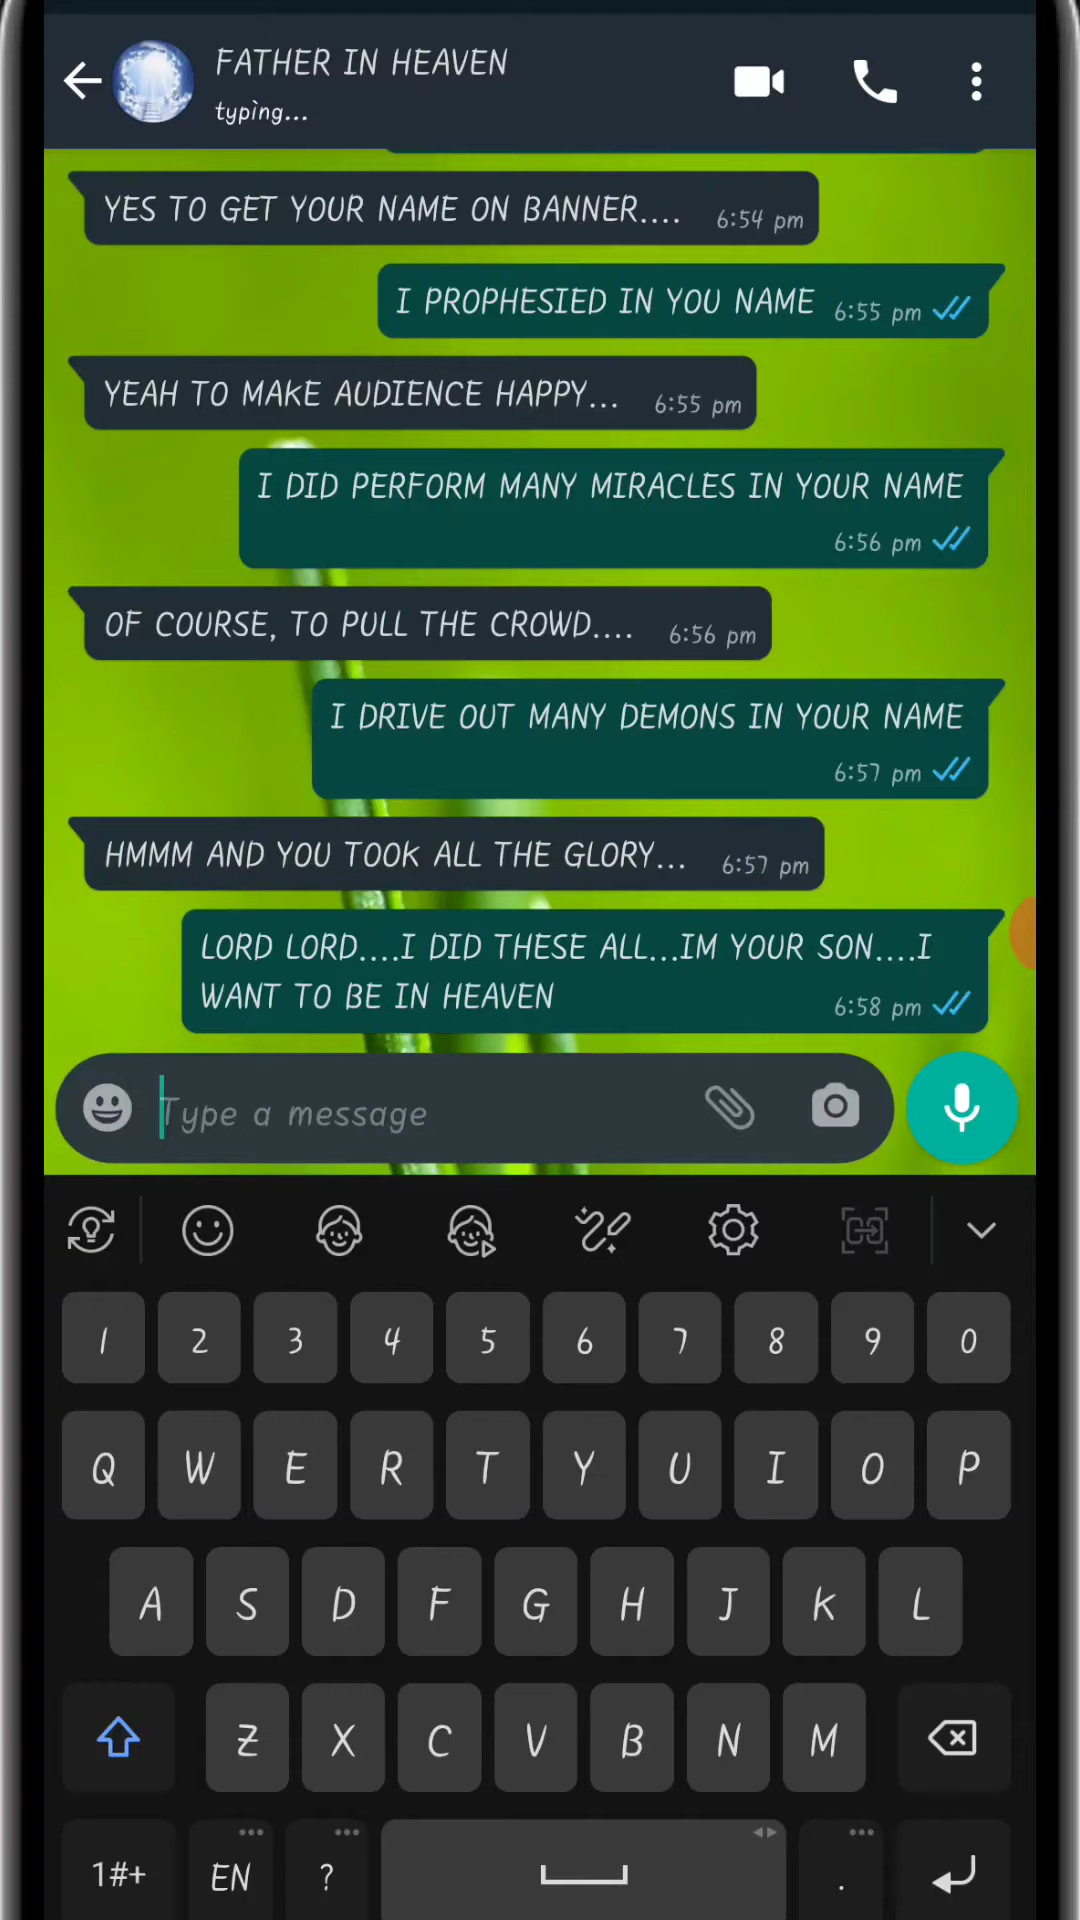 FATHER IN HEAVEN
typing...
YES TO GET YOUR NAME ON BANNER.... 6:54 pm
I PROPHESIED IN YOU NAME 6:55 pm
YEAH TO MAKE AUDIENCE HAPPY... 6:55 pm
I DID PERFORM MANY MIRACLES IN YOUR NAME
6:56 pm
OF COURSE, TO PULL THE CROWD.... 6:56 pm
I DRIVE OUT MANY DEMONS IN YOUR NAME
6:57 pm
HMMM AND YOU TOOK ALL THE GLORY... 6:57 pm
LORD LORD....I DID THESE ALL...IM YOUR SON....I
WANT TO BE IN HEAVEN 6:58 pm
Type a message
1 2 3 4 5 6 7 8 9 0
Q W E R T Y U I O P
A S D F G H J K L
Z X C V B N M
1#+ EN ? .